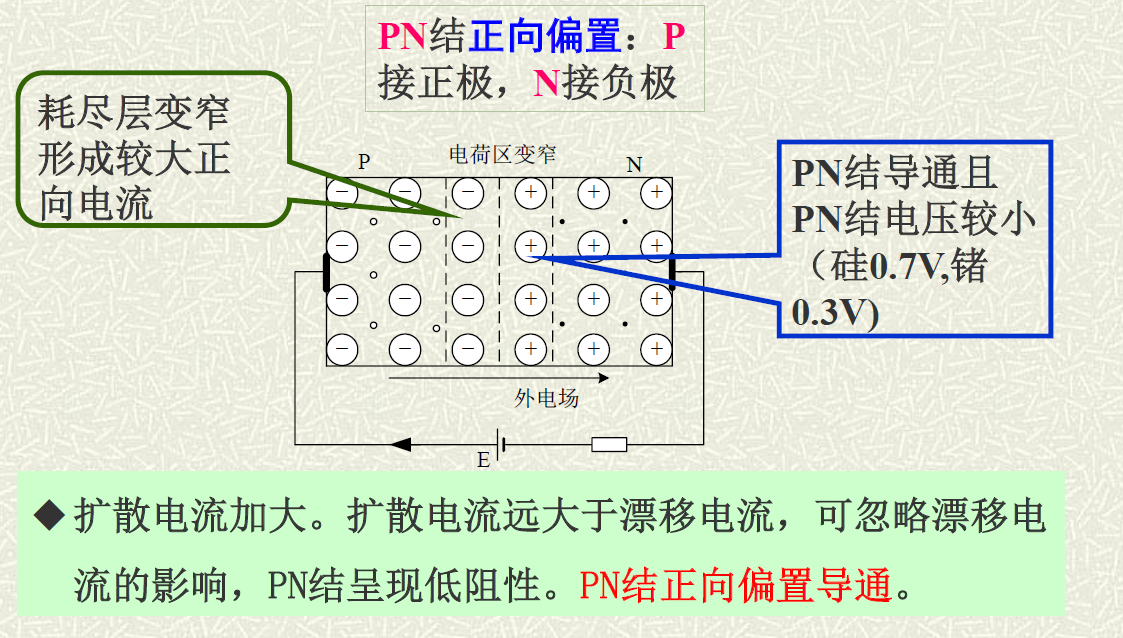 PN结正向偏置：P
接正极，N接负极
耗尽层变窄
形成较大正
向电流
P
电荷区变窄
N
PN结导通且
PN结电压较小
（硅0.7V,锗
0.3V)
外电场
E
◆扩散电流加大。扩散电流远大于漂移电流，可忽略漂移电
流的影响，PN结呈现低阻性。PN结正向偏置导通。